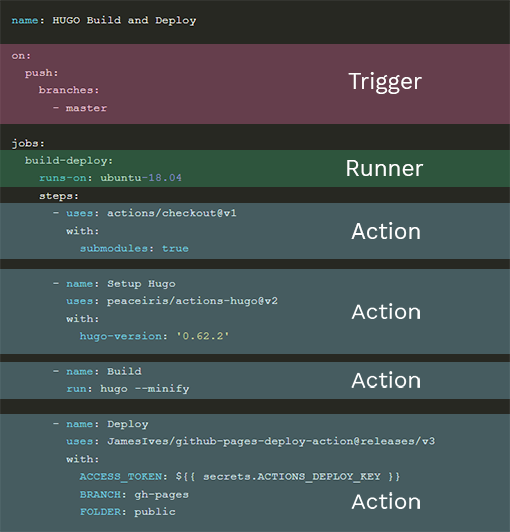 name: HUGO Build and Deploy
on:
  push:
    branches:
      - master
Trigger
jobs:
  build-deploy:
    runs-on: ubuntu-18.04
Runner
    steps:
      - uses: actions/checkout@v1
        with:
          submodules: true
Action
      - name: Setup Hugo
        uses: peaceiris/actions-hugo@v2
        with:
          hugo-version: '0.62.2'
Action
      - name: Build
        run: hugo --minify
Action
      - name: Deploy
        uses: JamesIves/github-pages-deploy-action@releases/v3
        with:
          ACCESS_TOKEN: ${{ secrets.ACTIONS_DEPLOY_KEY }}
          BRANCH: gh-pages
          FOLDER: public
Action